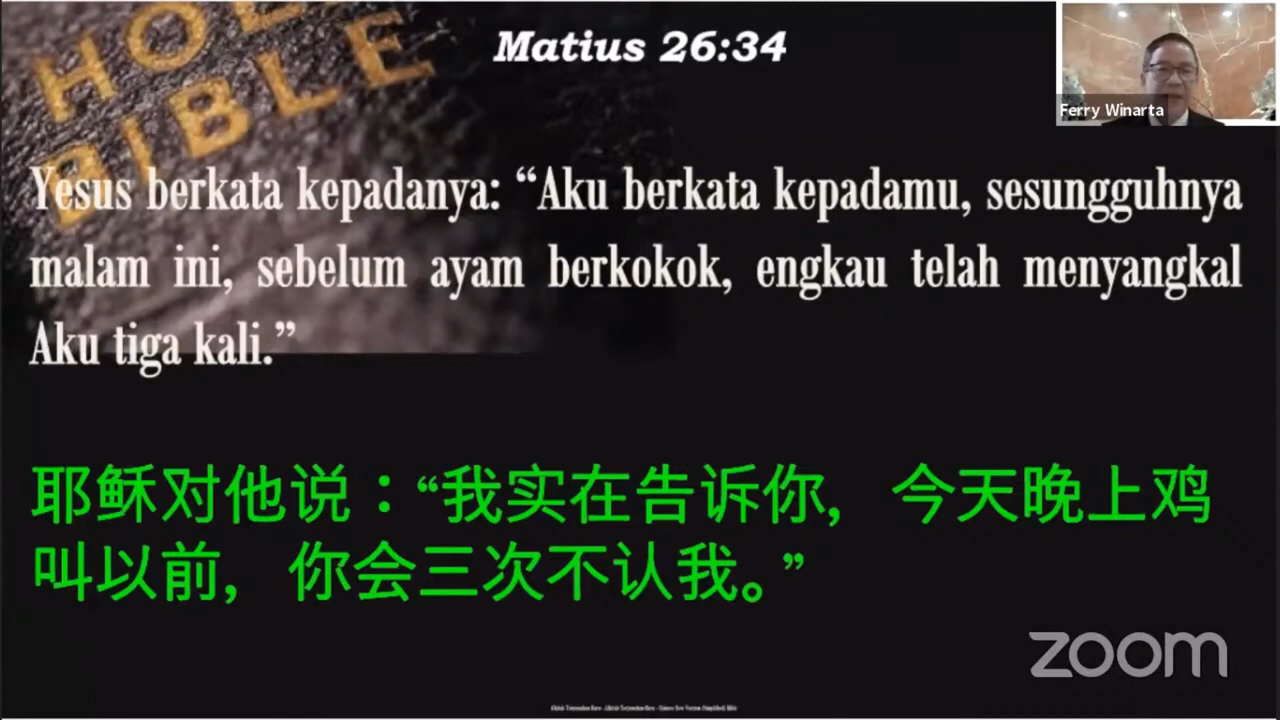 HOLY
BIBLE
Matius 26:34
Ferry Winarta
Yesus berkata kepadanya: “Aku berkata kepadamu, sesungguhnya
malam ini, sebelum ayam berkokok, engkau telah menyangkal
Aku tiga kali.”
耶稣对他说：“我实在告诉你，今天晚上鸡
叫以前，你会三次不认我。”
zoom